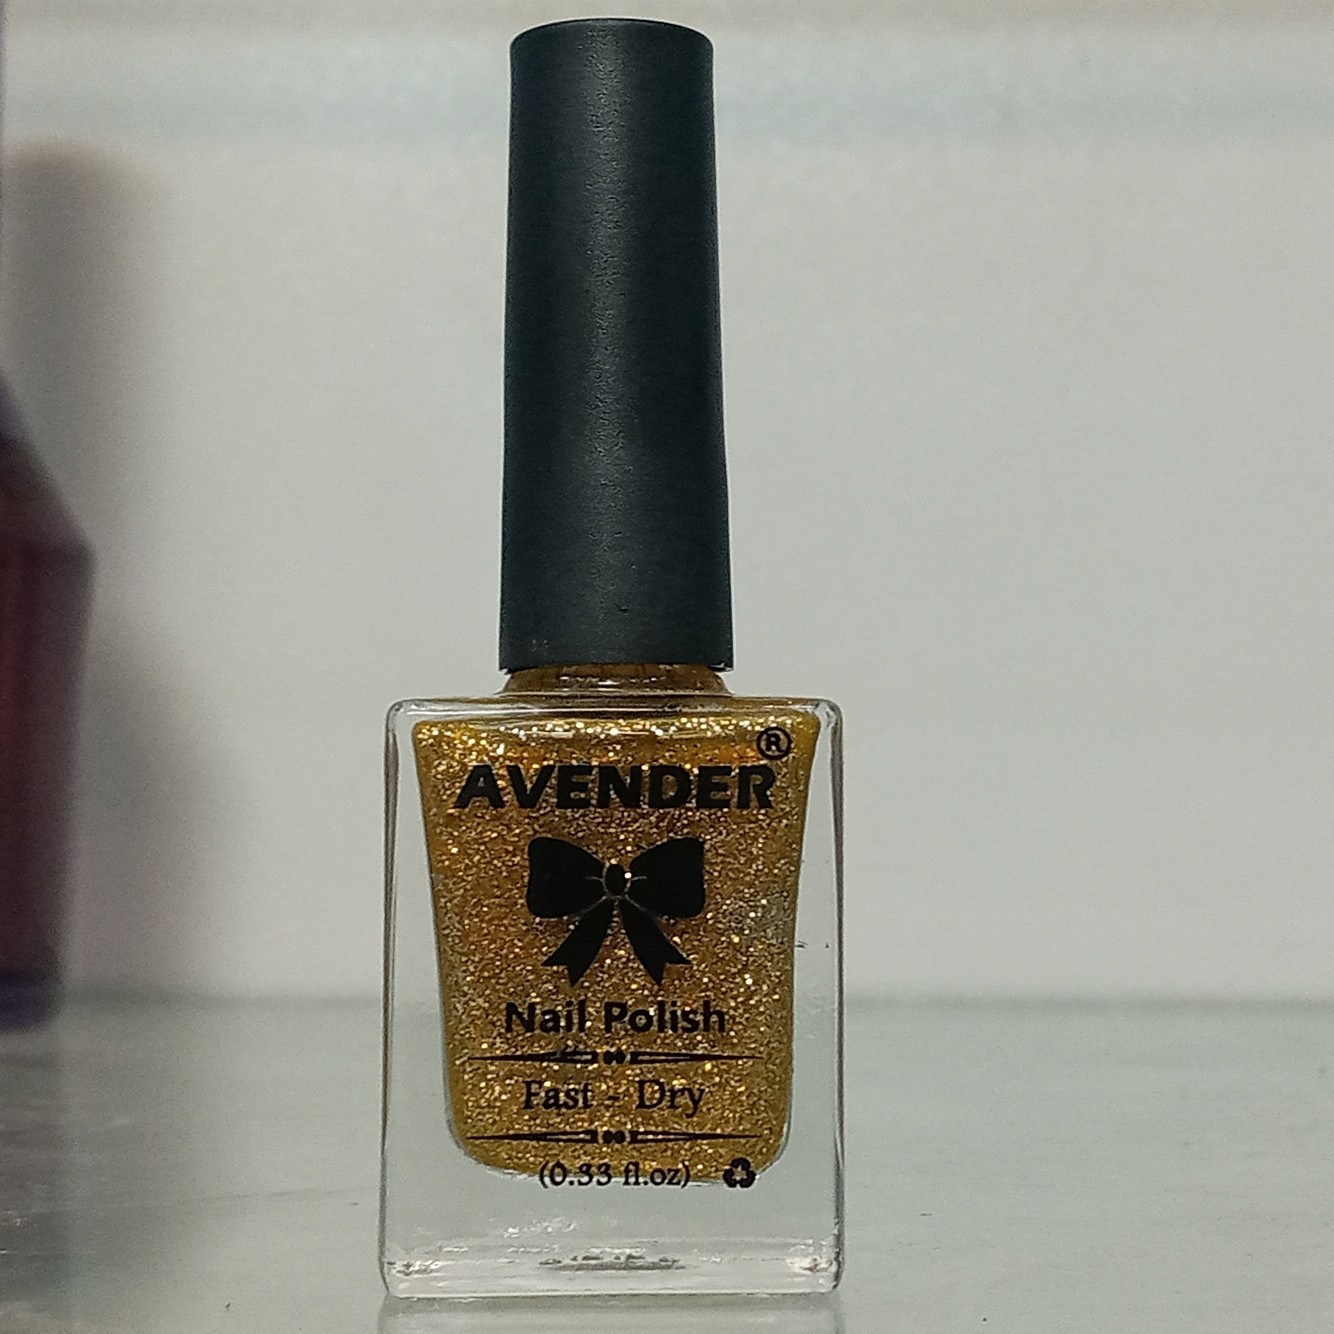 AVENDER®
Nail Polish
Fast - Dry
(0.33 fl.oz)